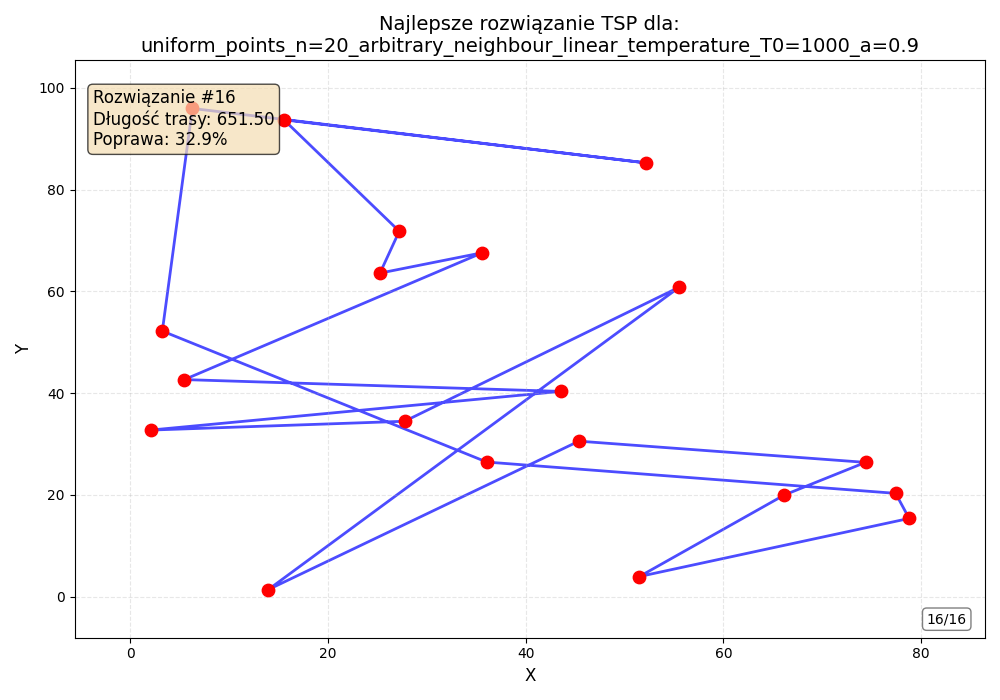 Najlepsze rozwiązanie TSP dla:
uniform_points_n=20_arbitrary_neighbour_linear_temperature_T0=1000_a=0.9
Rozwiązanie #16
Długość trasy: 651.50
Poprawa: 32.9%
100
80
60
40
20
0
Y
16/16
0 20 40 60 80
X